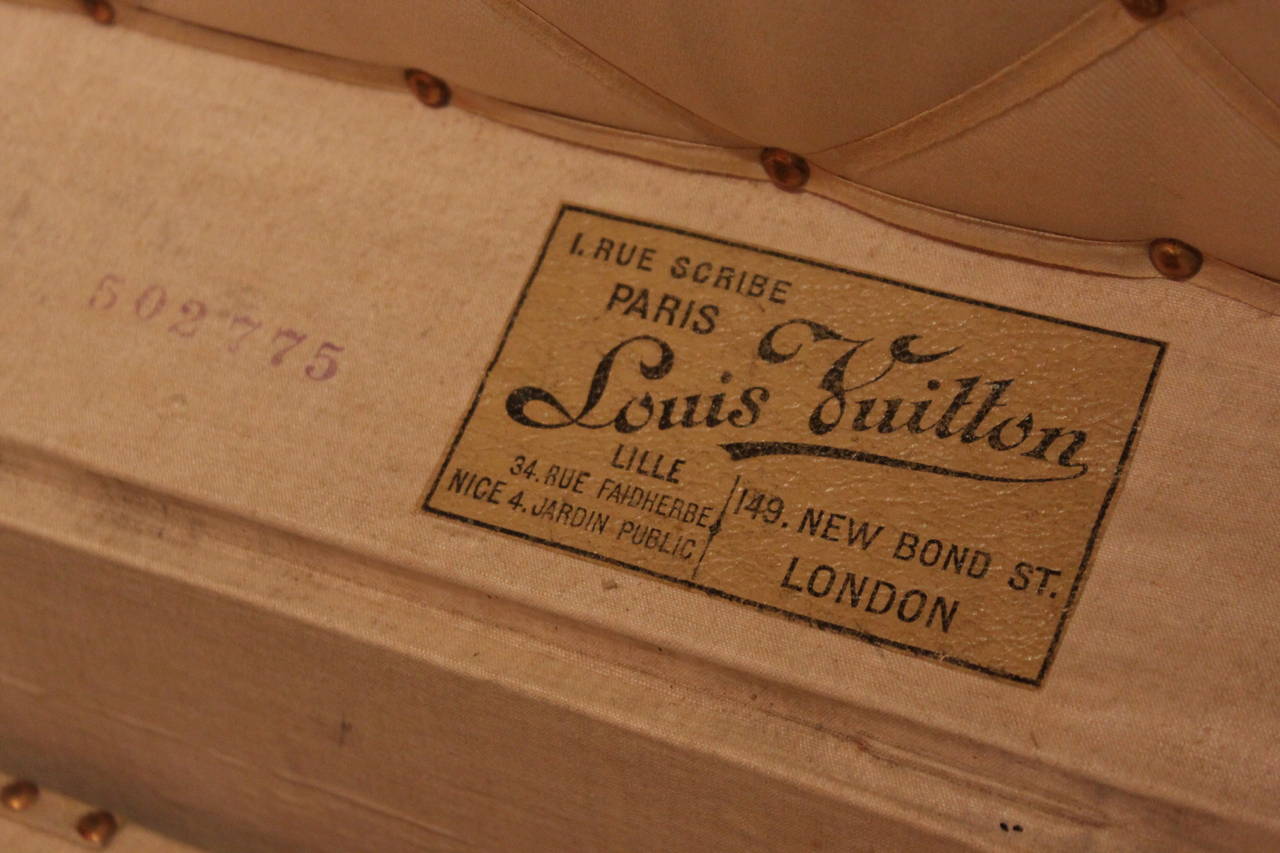 502775
1. RUE SCRIBE
PARIS
Louis Vuitton
LILLE
34. RUE FAIDHERBE
NICE 4. JARDIN PUBLIC
149. NEW BOND ST.
LONDON